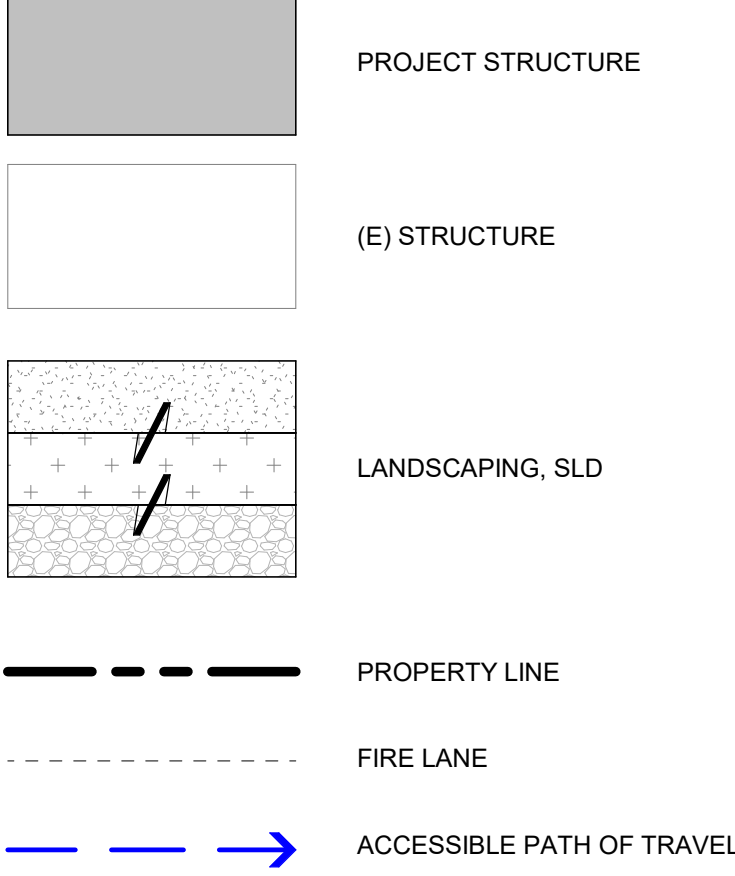 PROJECT STRUCTURE
(E) STRUCTURE
LANDSCAPING, SLD
PROPERTY LINE
FIRE LANE
ACCESSIBLE PATH OF TRAVEL